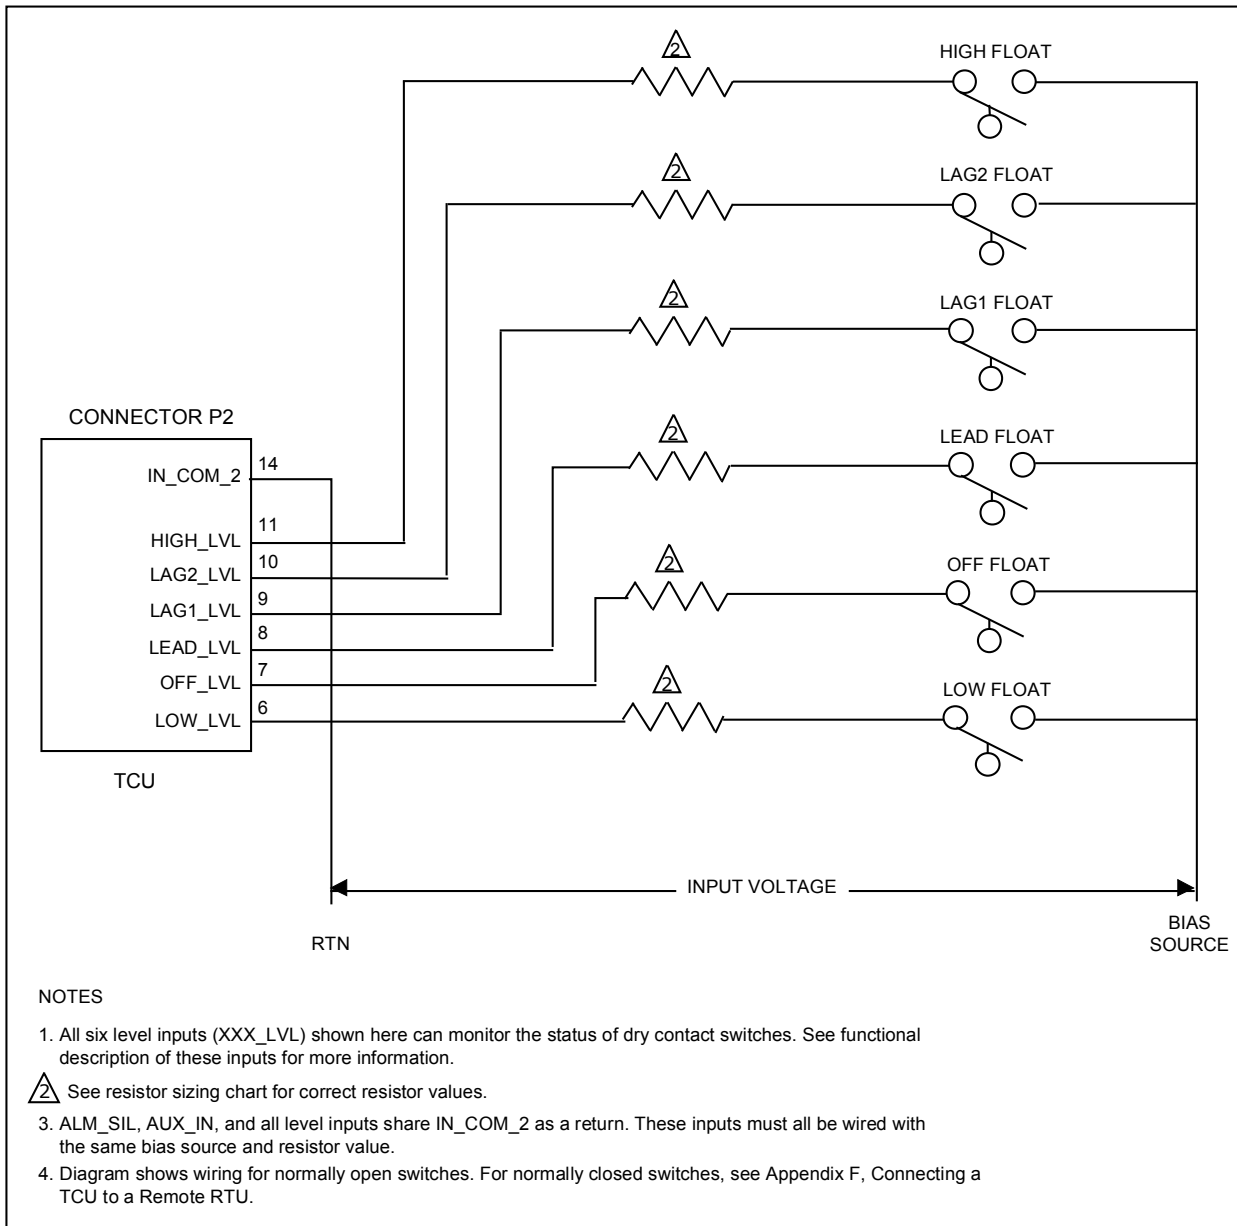 2
HIGH FLOAT
2
LAG2 FLOAT
2
LAG1 FLOAT
CONNECTOR P2
2
LEAD FLOAT
IN_COM_2 14
HIGH_LVL 11
LAG2_LVL 10
2
OFF FLOAT
LAG1_LVL 9
LEAD_LVL 8
OFF_LVL 7
LOW_LVL 6
2
LOW FLOAT
TCU
INPUT VOLTAGE
RTN
BIAS
SOURCE
NOTES
1. All six level inputs (XXX_LVL) shown here can monitor the status of dry contact switches. See functional
description of these inputs for more information.
2 See resistor sizing chart for correct resistor values.
3. ALM_SIL, AUX_IN, and all level inputs share IN_COM_2 as a return. These inputs must all be wired with
the same bias source and resistor value.
4. Diagram shows wiring for normally open switches. For normally closed switches, see Appendix F, Connecting a
TCU to a Remote RTU.